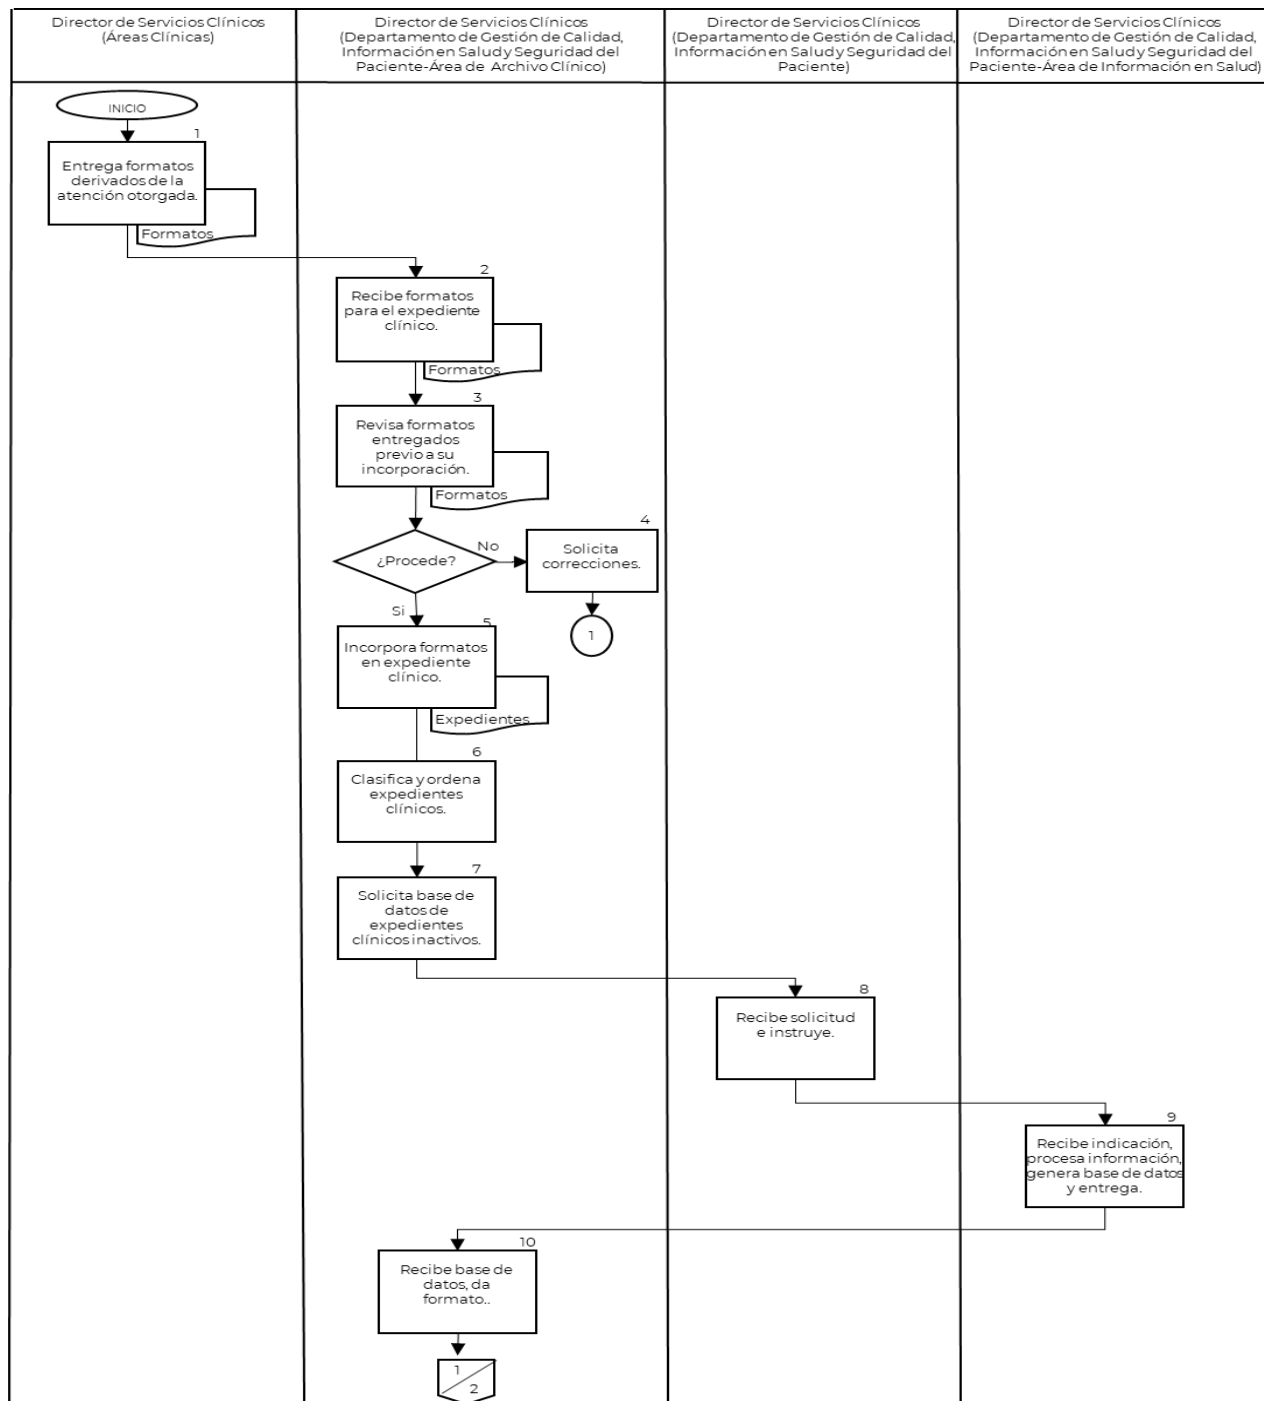 Director de Servicios Clínicos
(Áreas Clínicas)
Director de Servicios Clínicos
(Departamento de Gestión de Calidad,
Información en Salud y Seguridad del
Paciente-Área de Archivo Clínico)
Director de Servicios Clínicos
(Departamento de Gestión de Calidad,
Información en Salud y Seguridad del
Paciente)
Director de Servicios Clínicos
(Departamento de Gestión de Calidad,
Información en Salud y Seguridad del
Paciente-Área de Información en Salud)
INICIO
1
Entrega formatos
derivados de la
atención otorgada.
Formatos
2
Recibe formatos
para el expediente
clínico.
Formatos
3
Revisa formatos
entregados
previo a su
incorporación.
Formatos
¿Procede?
No
4
Solicita
correcciones.
1
Si
5
Incorpora formatos
en expediente
clínico.
Expedientes
6
Clasifica y ordena
expedientes
clínicos.
7
Solicita base de
datos de
expedientes
clínicos inactivos.
8
Recibe solicitud
e instruye.
9
Recibe indicación,
procesa información,
genera base de datos
y entrega.
10
Recibe base de
datos, da
formato..
1
2